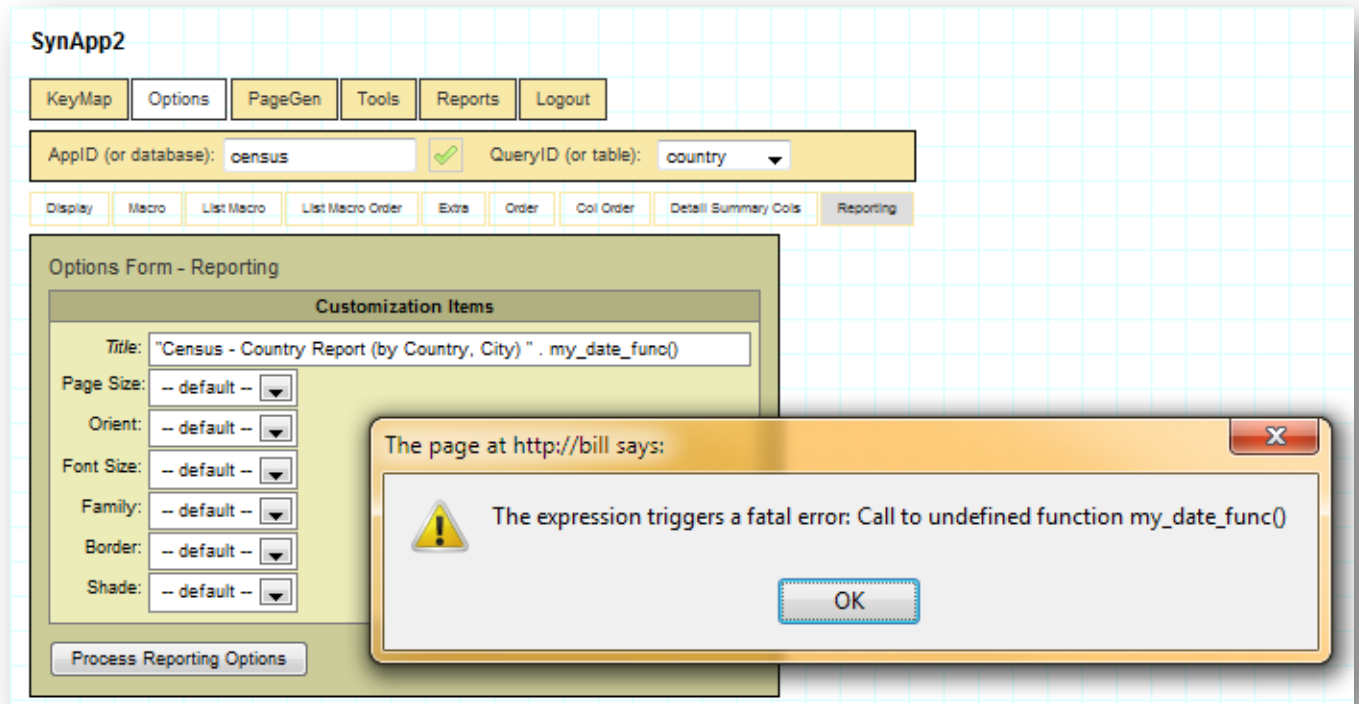 SynApp2
KeyMap Options PageGen Tools Reports Logout
AppID (or database): census QueryID (or table): country
Display Macro List Macro List Macro Order Extra Order Col Order Detail Summary Cols Reporting
Options Form - Reporting
Customization Items
Title: "Census - Country Report (by Country, City) " . my_date_func()
Page Size: -- default --
Orient: -- default --
Font Size: -- default --
Family: -- default --
Border: -- default --
Shade: -- default --
Process Reporting Options
The page at http://bill says:
The expression triggers a fatal error: Call to undefined function my_date_func()
OK